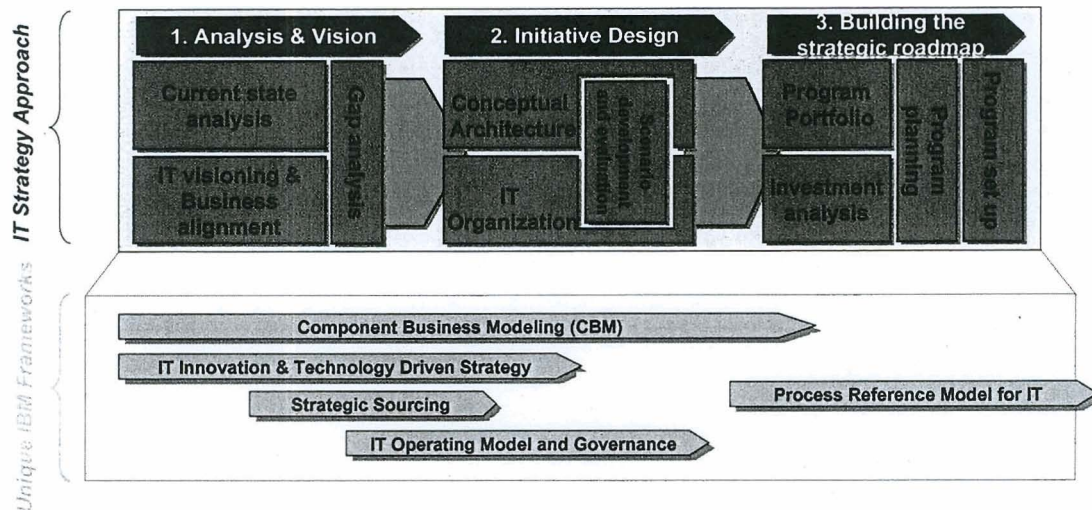 IT Strategy Approach
1. Analysis & Vision
Current state
analysis
IT visioning &
Business
alignment
Gap analysis
2. Initiative Design
Conceptual
Architecture
IT
Organization
Scenario
development
and evaluation
3. Building the
strategic roadmap
Program
Portfolio
Investment
analysis
Program
planning
Program set up
Unique IBM Frameworks
Component Business Modeling (CBM)
IT Innovation & Technology Driven Strategy
Strategic Sourcing
Process Reference Model for IT
IT Operating Model and Governance